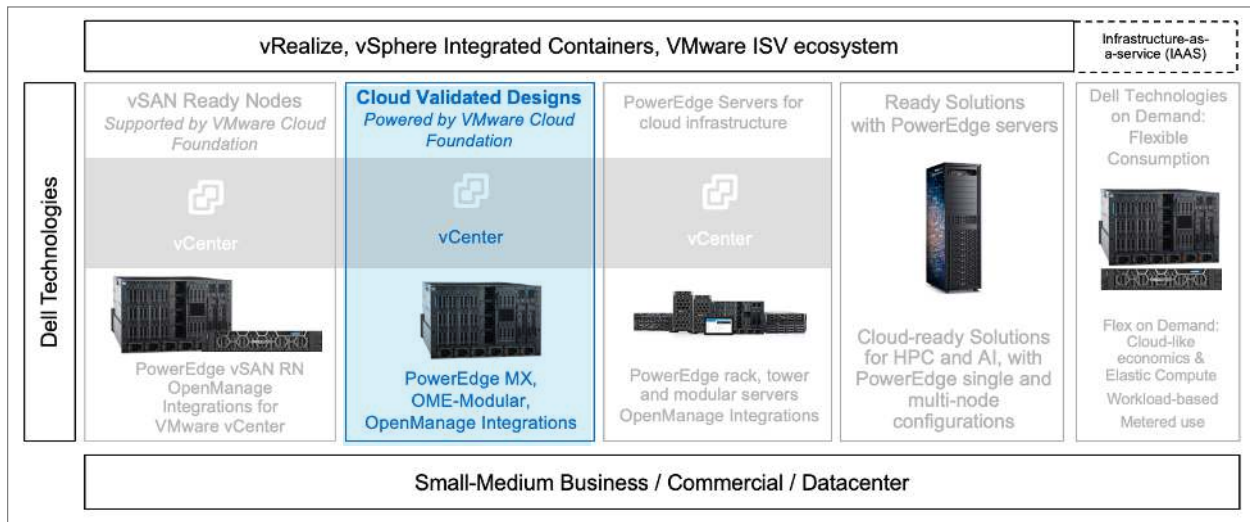 vRealize, vSphere Integrated Containers, VMware ISV ecosystem
Infrastructure-as-
a-service (IAAS)
Dell Technologies
vSAN Ready Nodes
Supported by VMware Cloud
Foundation
vCenter
PowerEdge vSAN RN
OpenManage
Integrations for
VMware vCenter
Cloud Validated Designs
Powered by VMware Cloud
Foundation
vCenter
PowerEdge MX,
OME-Modular,
OpenManage Integrations
PowerEdge Servers for
cloud infrastructure
vCenter
PowerEdge rack, tower
and modular servers
OpenManage Integrations
Ready Solutions
with PowerEdge servers
Cloud-ready Solutions
for HPC and AI, with
PowerEdge single and
multi-node
configurations
Dell Technologies
on Demand:
Flexible
Consumption
Flex on Demand:
Cloud-like
economics &
Elastic Compute
Workload-based
Metered use
Small-Medium Business / Commercial / Datacenter